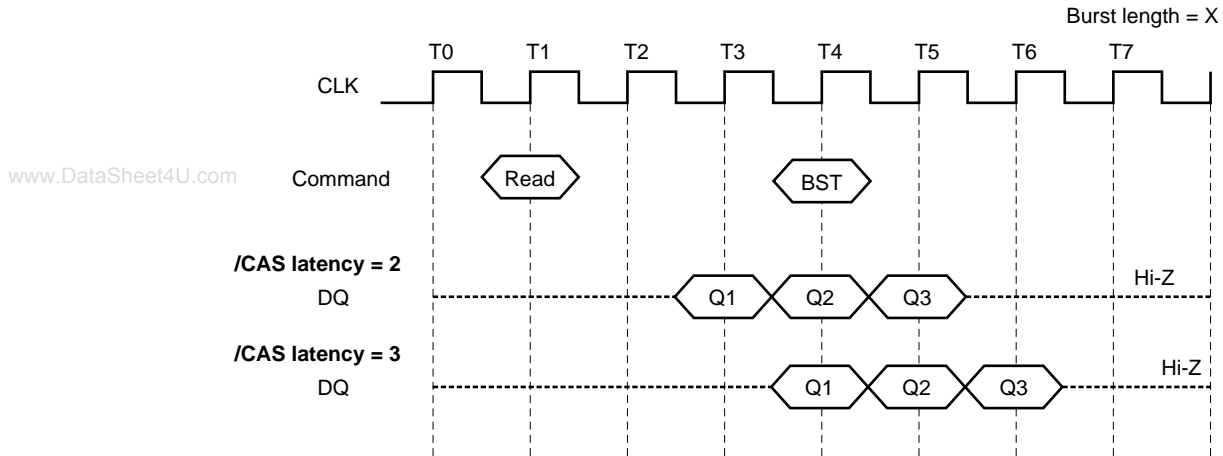 Burst length = X
T0 T1 T2 T3 T4 T5 T6 T7
CLK
www.DataSheet4U.com
Command Read BST
/CAS latency = 2
DQ Q1 Q2 Q3 Hi-Z
/CAS latency = 3
DQ Q1 Q2 Q3 Hi-Z